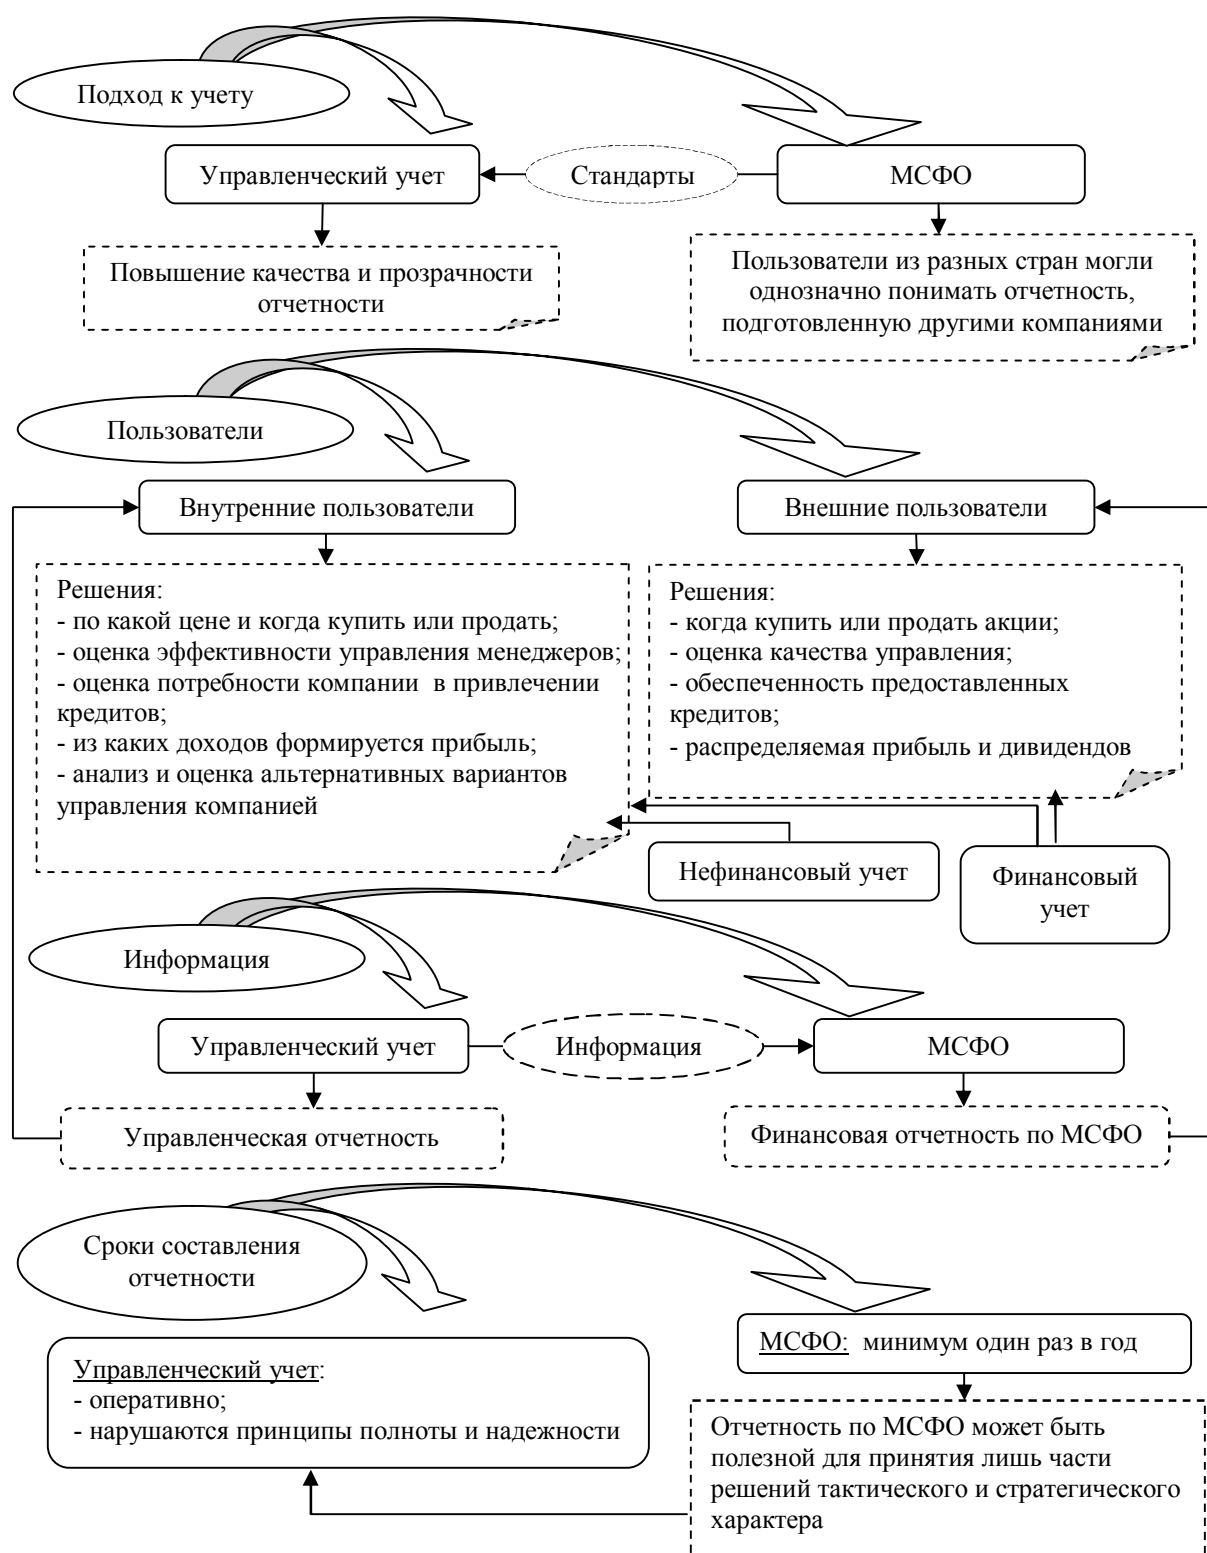 Подход к учету
Управленческий учет
Стандарты
МСФО
Повышение качества и прозрачности
отчетности
Пользователи из разных стран могли
однозначно понимать отчетность,
подготовленную другими компаниями
Пользователи
Внутренние пользователи
Внешние пользователи
Решения:
- по какой цене и когда купить или продать;
- оценка эффективности управления менеджеров;
- оценка потребности компании в привлечении
кредитов;
- из каких доходов формируется прибыль;
- анализ и оценка альтернативных вариантов
управления компанией
Решения:
- когда купить или продать акции;
- оценка качества управления;
- обеспеченность предоставленных
кредитов;
- распределяемая прибыль и дивидендов
Нефинансовый учет
Финансовый
учет
Информация
Управленческий учет
Информация
МСФО
Управленческая отчетность
Финансовая отчетность по МСФО
Сроки составления
отчетности
МСФО: минимум один раз в год
Управленческий учет:
- оперативно;
- нарушаются принципы полноты и надежности
Отчетность по МСФО может быть
полезной для принятия лишь части
решений тактического и стратегического
характера